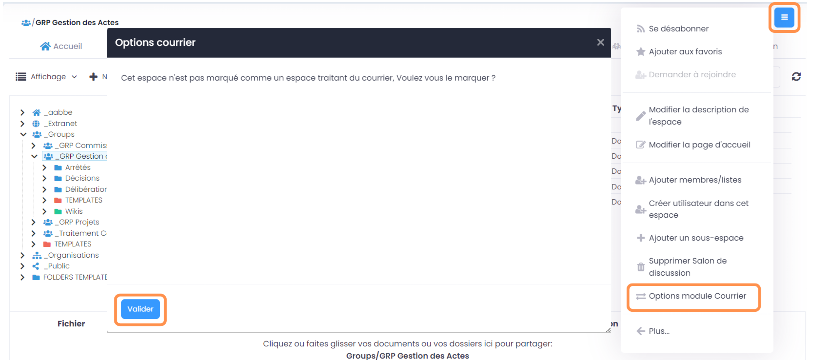 /GRP Gestion des Actes
Accueil
Options courrier
Affichage
Cet espace n'est pas marqué comme un espace traitant du courrier, Voulez vous le marquer ?
_aabbe
_Extranet
_Groups
_GRP Commis
_GRP Gestion
Arrêtés
Décisions
Délibération
TEMPLATES
Wikis
_GRP Projets
_Traitement C
TEMPLATES
_Organisations
_Public
FOLDERS TEMPLATE
Valider
Fichier
Cliquez ou faites glisser vos documents ou vos dossiers ici pour partager:
Groups/GRP Gestion des Actes
Se désabonner
Ajouter aux favoris
Demander à rejoindre
Modifier la description de
l'espace
Modifier la page d'accueil
Ajouter membres/listes
Créer utilisateur dans cet
espace
Ajouter un sous-espace
Supprimer Salon de
discussion
Options module Courrier
Plus...